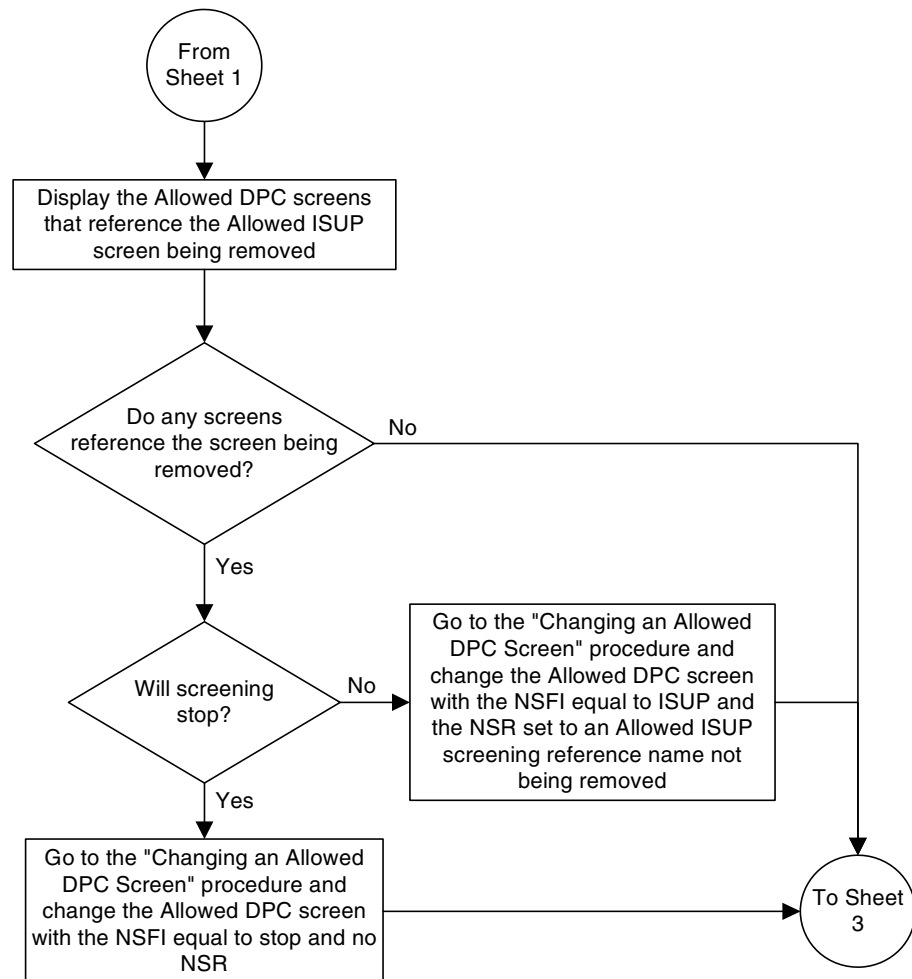 From
Sheet 1
Display the Allowed DPC screens
that reference the Allowed ISUP
screen being removed
Do any screens
reference the screen being
removed?
No
Yes
Will screening
stop?
No
Go to the "Changing an Allowed
DPC Screen" procedure and
change the Allowed DPC screen
with the NSFI equal to ISUP and
the NSR set to an Allowed ISUP
screening reference name not
being removed
Yes
Go to the "Changing an Allowed
DPC Screen" procedure and
change the Allowed DPC screen
with the NSFI equal to stop and no
NSR
To Sheet
3